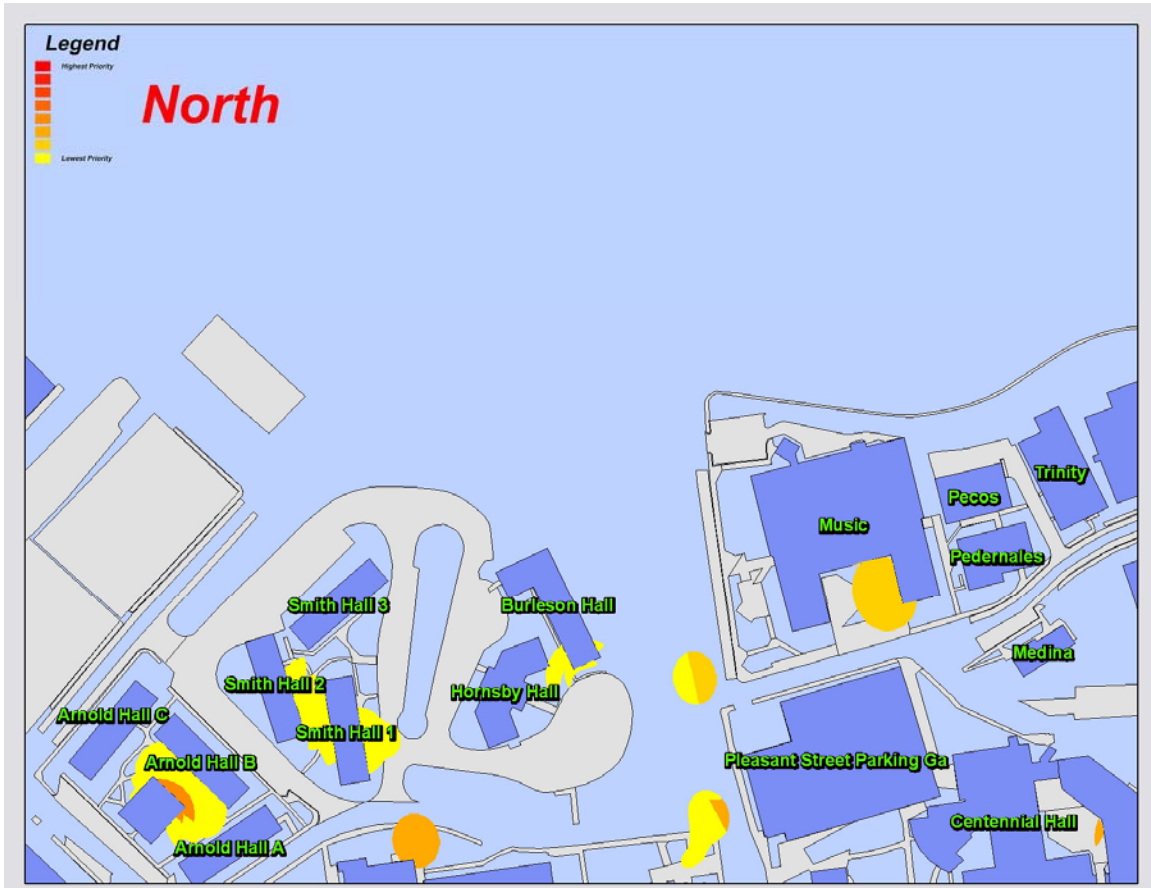 Legend
Highest Priority
North
Lowest Priority
Trinity
Pecos
Music
Pedernales
Smith Hall 3
Burleson Hall
Medina
Smith Hall 2
Hornsby Hall
Arnold Hall C
Smith Hall 1
Arnold Hall B
Pleasant Street Parking Ga
Centennial Hall
Arnold Hall A